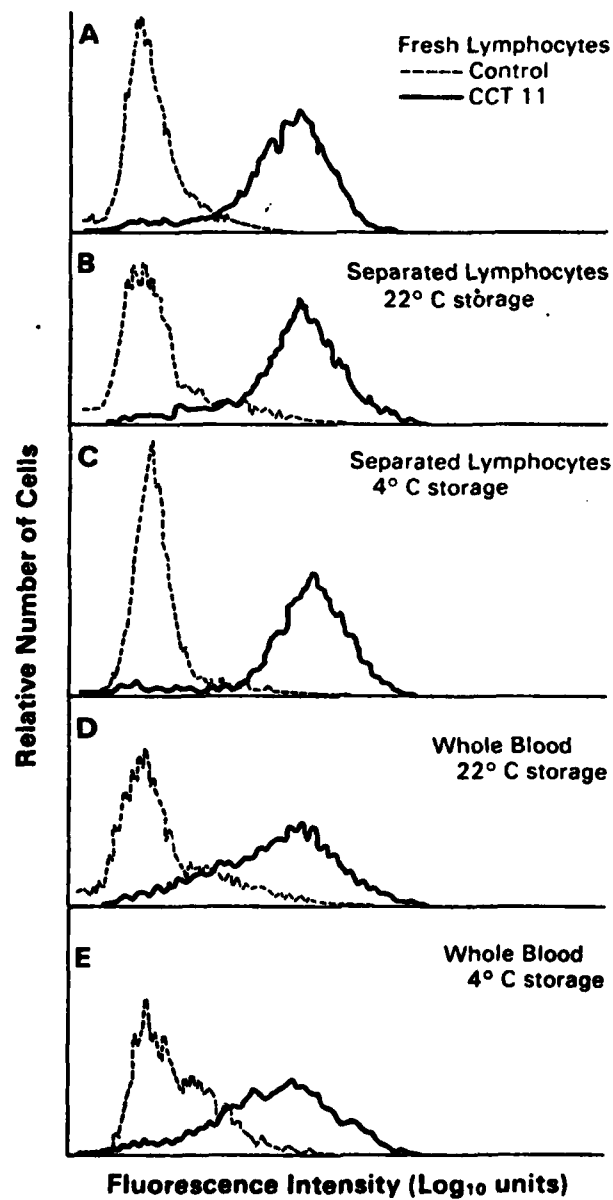 A
Fresh Lymphocytes
Control
CCT 11
B
Separated Lymphocytes
22° C storage
C
Separated Lymphocytes
4° C storage
D
Whole Blood
22° C storage
E
Whole Blood
4° C storage
Relative Number of Cells
Fluorescence Intensity (Log₁₀ units)